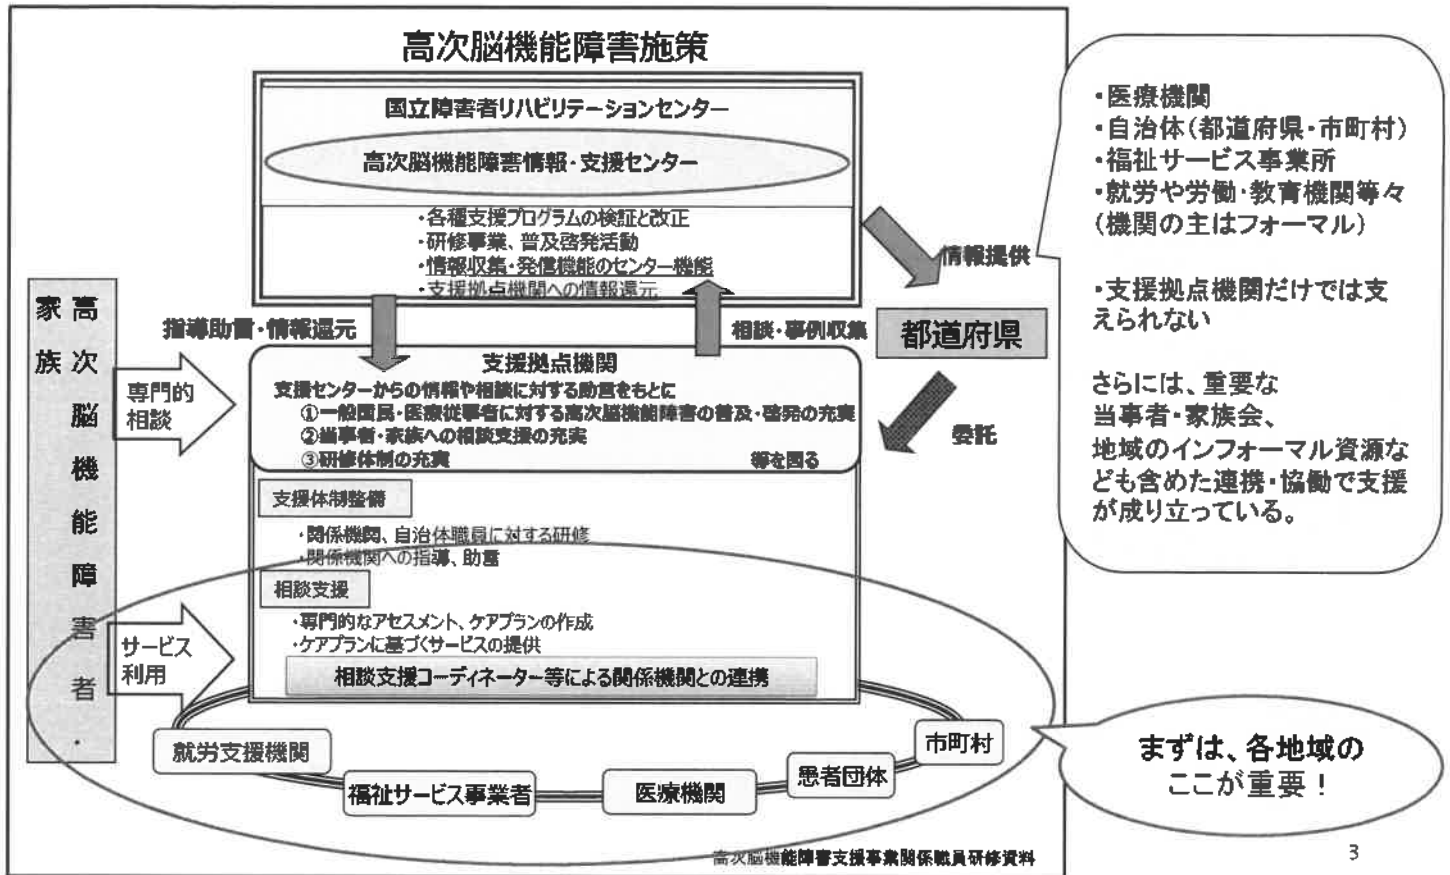 高次脳機能障害施策
国立障害者リハビリテーションセンター
高次脳機能障害情報・支援センター
・各種支援プログラムの検証と改正
・研修事業、普及啓発活動
・情報収集・発信機能のセンター機能
・支援拠点機関への情報還元
指導助言・情報還元
相談・事例収集
情報提供
都道府県
委託
高次脳機能障害者・
家族
専門的
相談
サービス
利用
支援拠点機関
支援センターからの情報や相談に対する助言をもとに
①一般国民・医療従事者に対する高次脳機能障害の普及・啓発の充実
②当事者・家族への相談支援の充実
③研修体制の充実 等を図る
支援体制整備
・関係機関、自治体職員に対する研修
・関係機関への指導、助言
相談支援
・専門的なアセスメント、ケアプランの作成
・ケアプランに基づくサービスの提供
相談支援コーディネーター等による関係機関との連携
就労支援機関
福祉サービス事業者
医療機関
患者団体
市町村
高次脳機能障害支援事業関係職員研修資料
・医療機関
・自治体(都道府県・市町村)
・福祉サービス事業所
・就労や労働・教育機関等々
(機関の主はフォーマル)
・支援拠点機関だけでは支
えられない
さらには、重要な
当事者・家族会、
地域のインフォーマル資源な
ども含めた連携・協働で支援
が成り立っている。
まずは、各地域の
ここが重要！
3